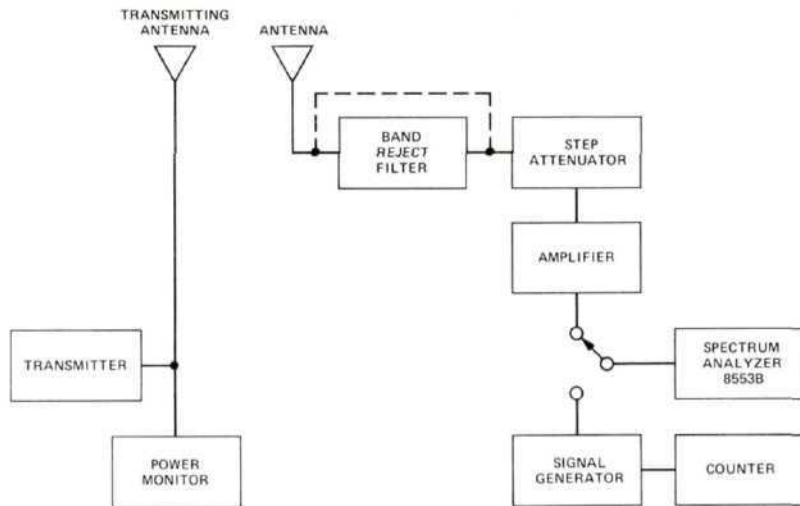 TRANSMITTING
ANTENNA
ANTENNA
BAND
REJECT
FILTER
STEP
ATTENUATOR
AMPLIFIER
TRANSMITTER
SPECTRUM
ANALYZER
8553B
POWER
MONITOR
SIGNAL
GENERATOR
COUNTER